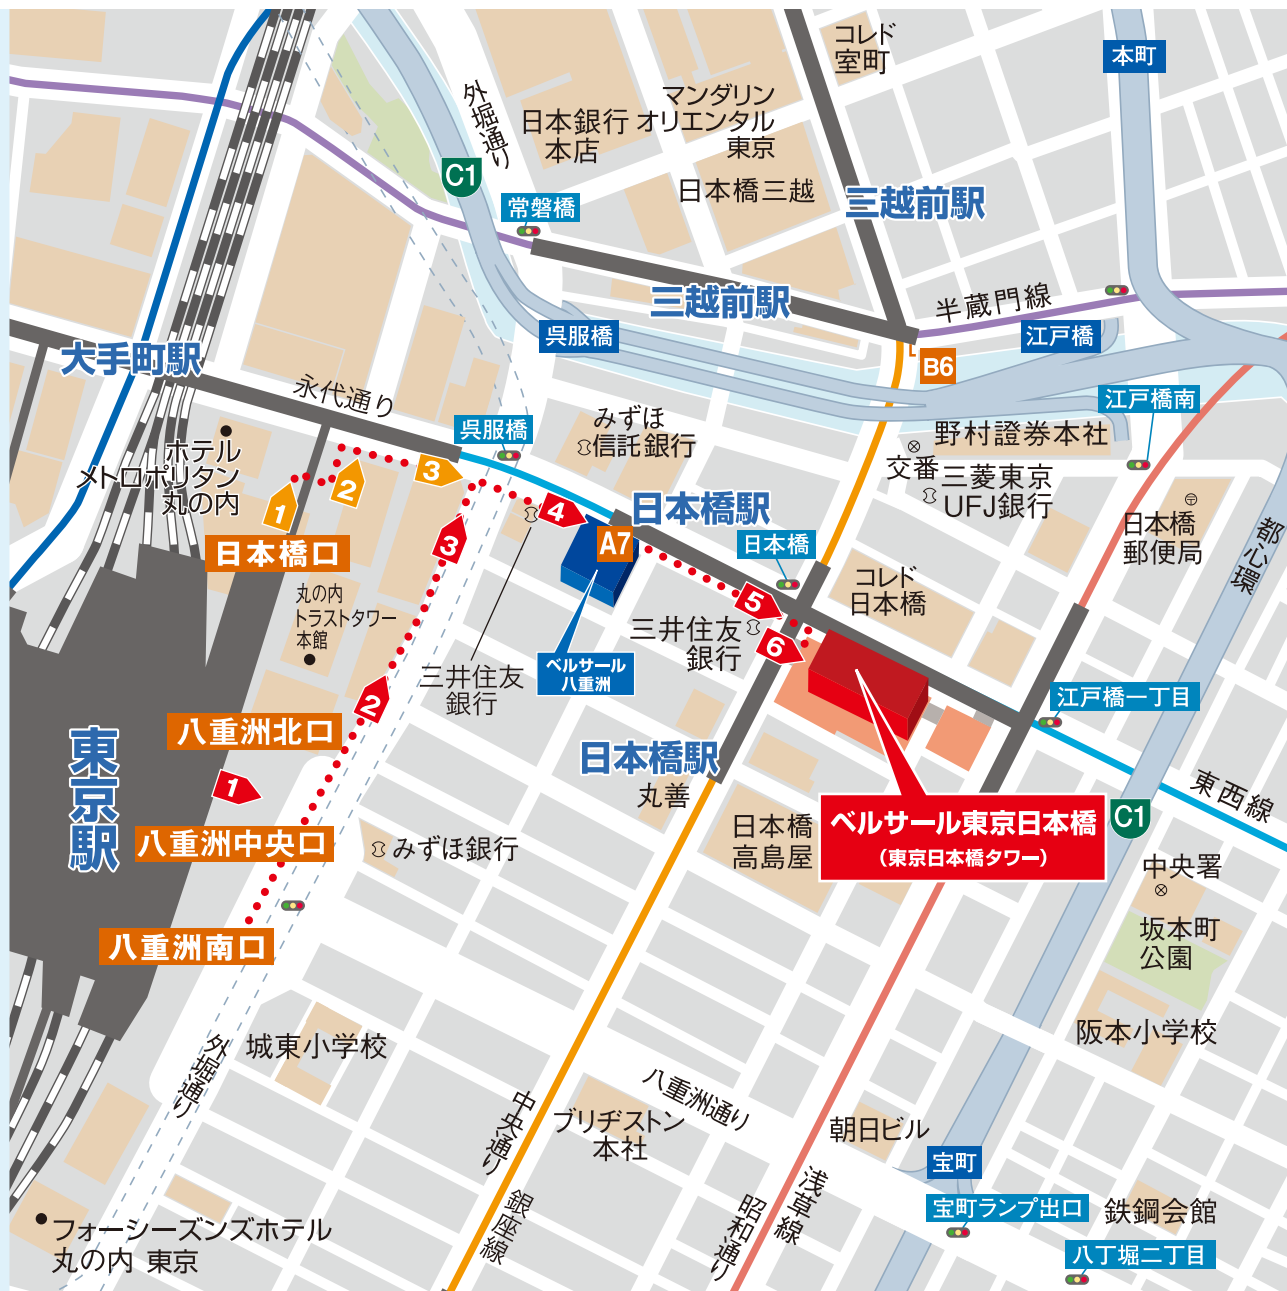 コレド
室町
本町
外堀通り
マンダリン
オリエンタル
東京
日本銀行
本店
C1
日本橋三越
三越前駅
常磐橋
三越前駅
半蔵門線
呉服橋
江戸橋
大手町駅
B6
永代通り
江戸橋南
呉服橋
みずほ
信託銀行
野村證券本社
ホテル
メトロポリタン
丸の内
交番
三菱東京
UFJ銀行
3
2
1
日本橋駅
4
A7
日本橋
日本橋
郵便局
都心環
日本橋口
3
コレド
日本橋
丸の内
トラストタワー
本館
5
三井住友
銀行
6
三井住友
銀行
ベルサール
八重洲
2
江戸橋一丁目
八重洲北口
東京駅
日本橋駅
1
丸善
東西線
ベルサール東京日本橋
(東京日本橋タワー)
C1
日本橋
高島屋
八重洲中央口
みずほ銀行
中央署
八重洲南口
坂本町
公園
阪本小学校
外堀通り
城東小学校
八重洲通り
中央通り
ブリヂストン
本社
朝日ビル
宝町
浅草線
昭和通り
銀座線
宝町ランプ出口
鉄鋼会館
フォーシーズンズホテル
丸の内 東京
八丁堀二丁目